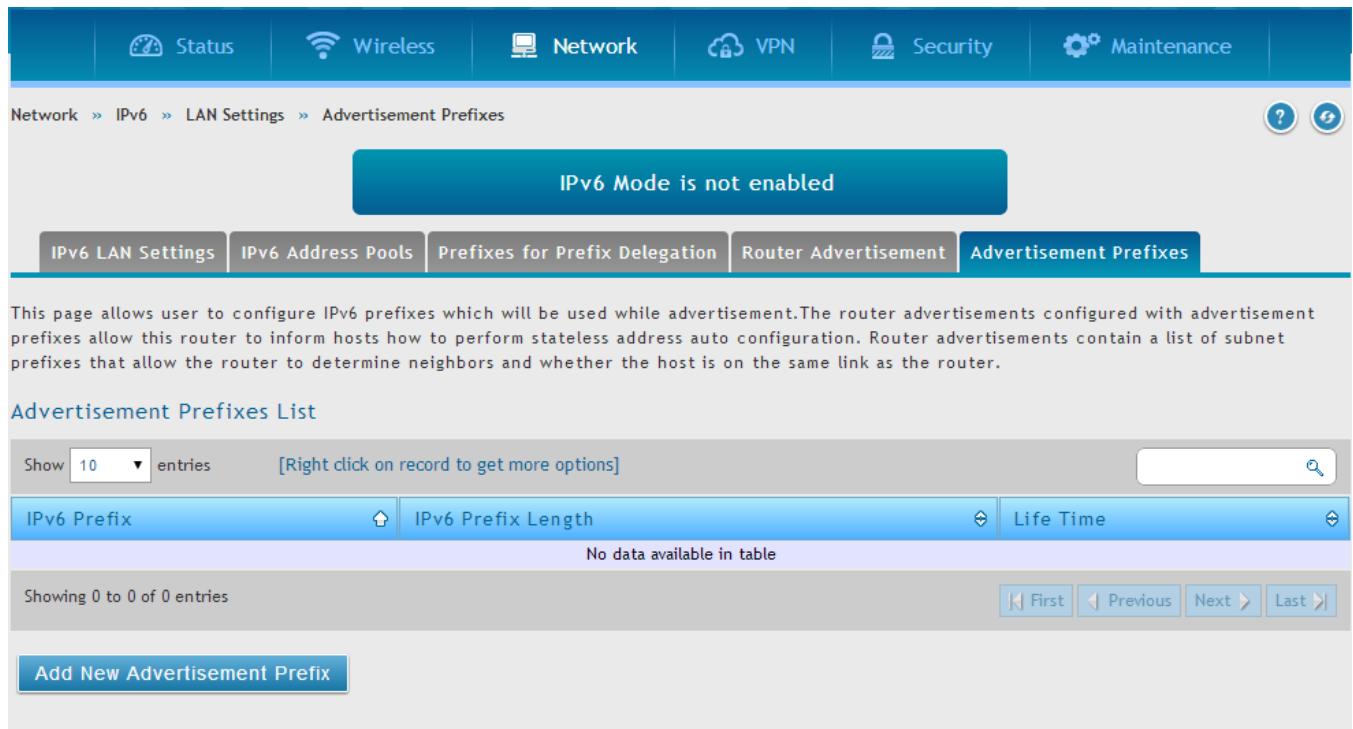 Status Wireless Network VPN Security Maintenance
Network » IPv6 » LAN Settings » Advertisement Prefixes ?
IPv6 Mode is not enabled
IPv6 LAN Settings IPv6 Address Pools Prefixes for Prefix Delegation Router Advertisement Advertisement Prefixes
This page allows user to configure IPv6 prefixes which will be used while advertisement.The router advertisements configured with advertisement
prefixes allow this router to inform hosts how to perform stateless address auto configuration. Router advertisements contain a list of subnet
prefixes that allow the router to determine neighbors and whether the host is on the same link as the router.
Advertisement Prefixes List
Show 10 entries [Right click on record to get more options]
IPv6 Prefix IPv6 Prefix Length Life Time
No data available in table
Showing 0 to 0 of 0 entries First Previous Next Last
Add New Advertisement Prefix